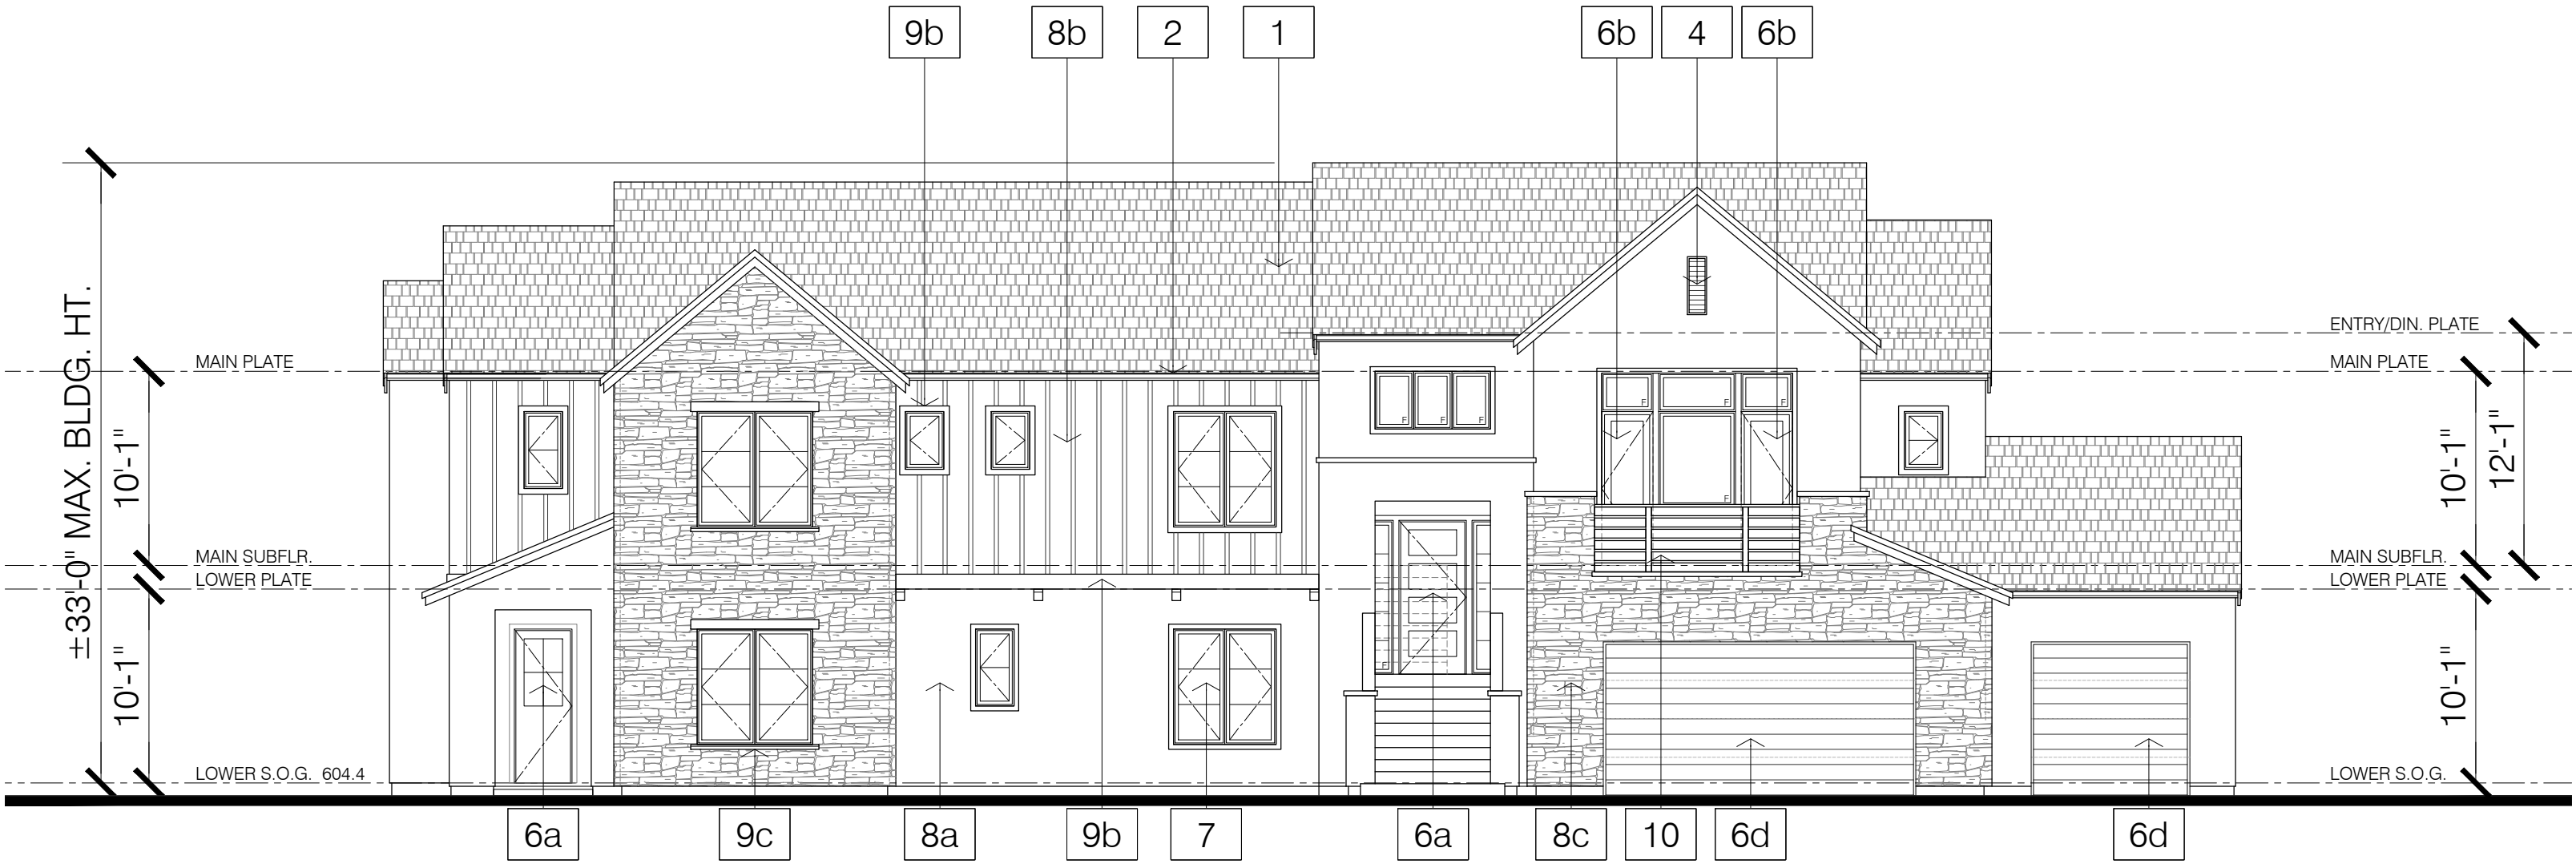 9b 8b 2 1 6b 4 6b
±33'-0" MAX. BLDG. HT.
ENTRY/DIN. PLATE
MAIN PLATE
MAIN PLATE
10'-1"
10'-1"
12'-1"
F F F
F F F
F
MAIN SUBFLR.
MAIN SUBFLR.
LOWER PLATE
LOWER PLATE
10'-1"
10'-1"
F
LOWER S.O.G. 604.4
LOWER S.O.G.
6a 9c 8a 9b 7 6a 8c 10 6d 6d